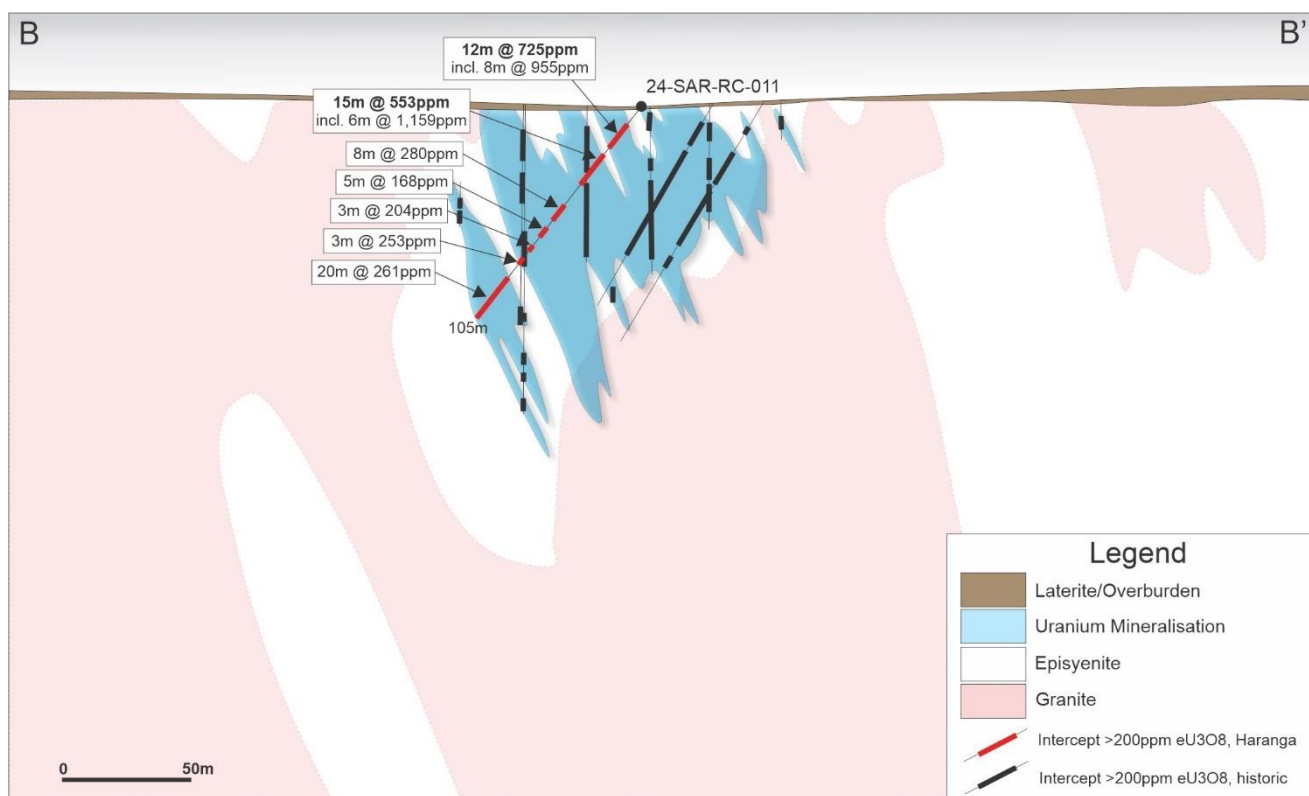 B
B'
12m @ 725ppm
incl. 8m @ 955ppm
24-SAR-RC-011
15m @ 553ppm
incl. 6m @ 1,159ppm
8m @ 280ppm
5m @ 168ppm
3m @ 204ppm
3m @ 253ppm
20m @ 261ppm
105m
Legend
Laterite/Overburden
Uranium Mineralisation
Episyenite
Granite
Intercept >200ppm eU3O8, Haranga
Intercept >200ppm eU3O8, historic
0 50m